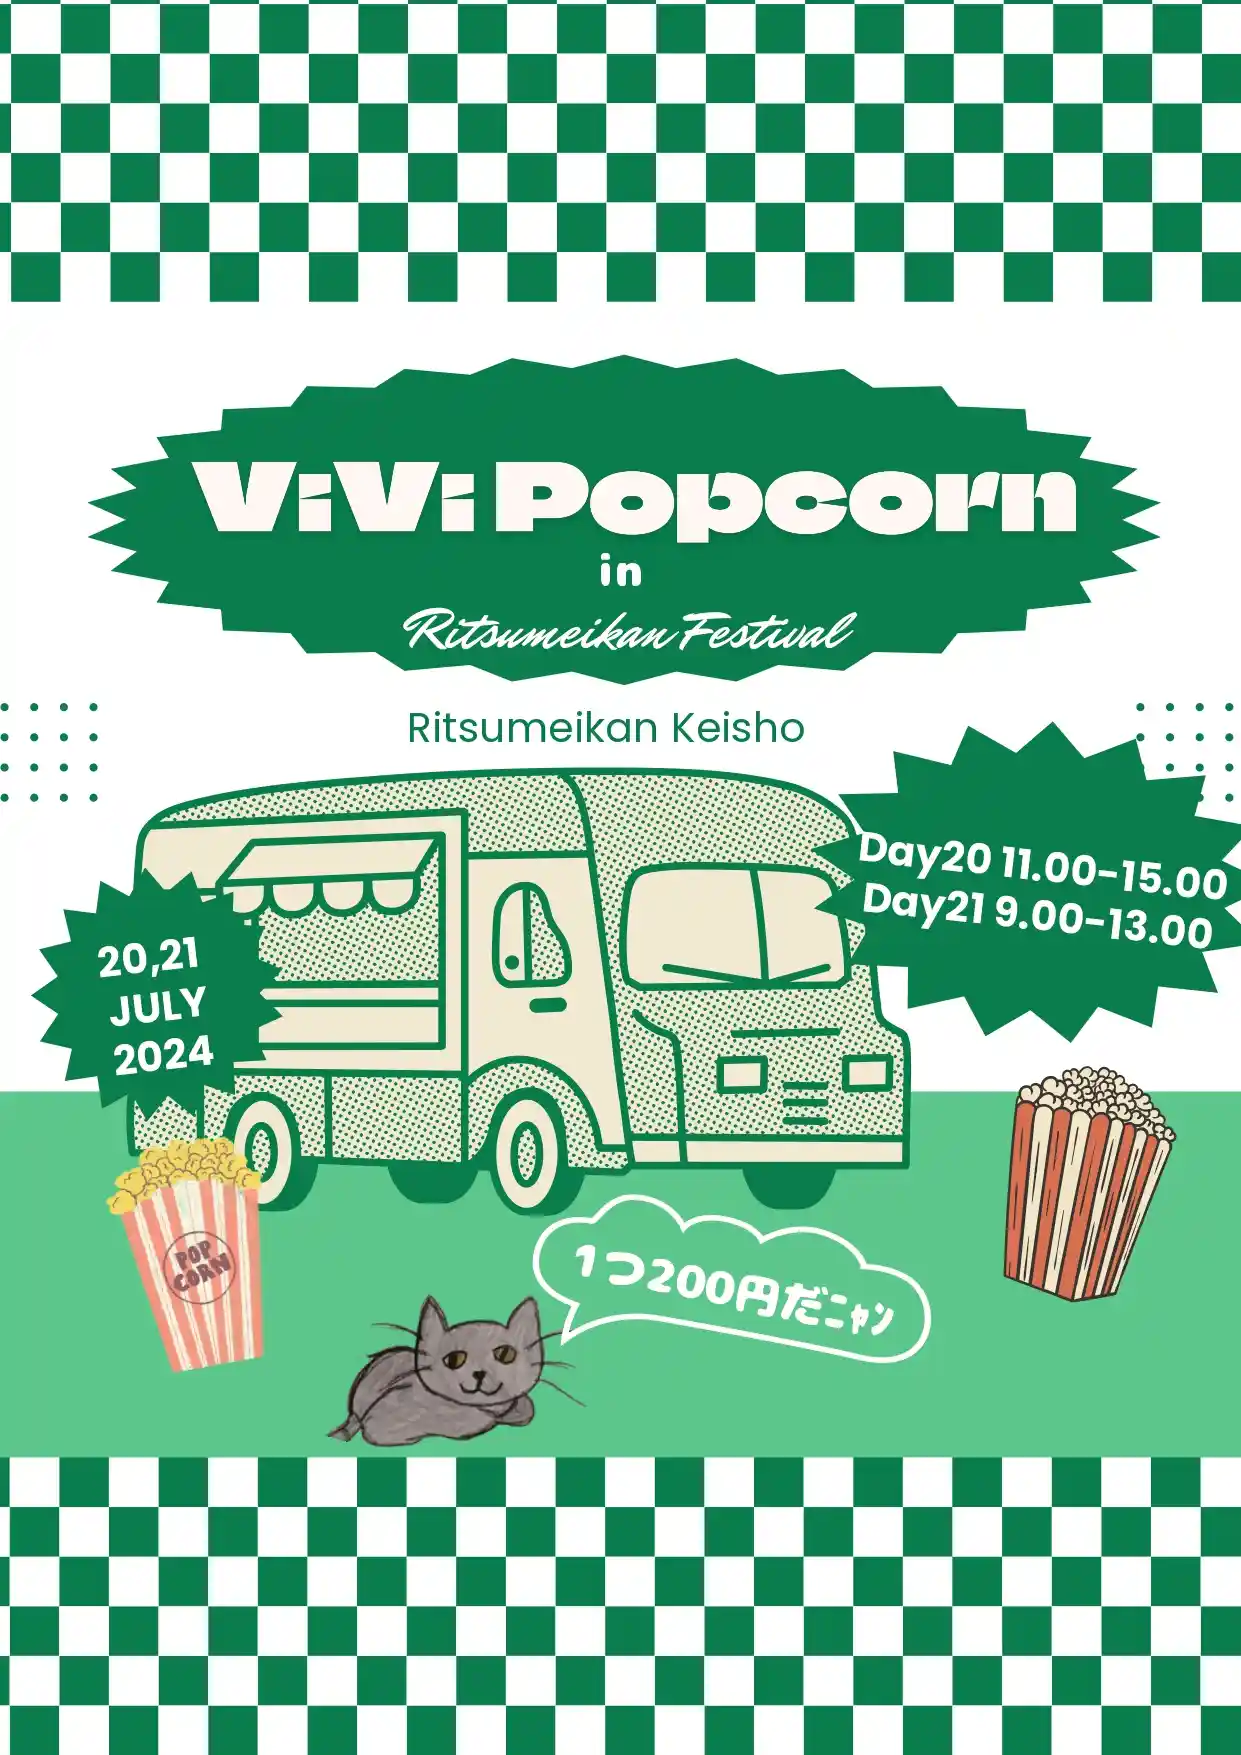 ViVi Popcorn
in
Ritsumeikan Festival
Ritsumeikan Keisho
Day20 11.00-15.00
Day21 9.00-13.00
20,21
JULY
2024
POP
CORN
1つ200円だニャン